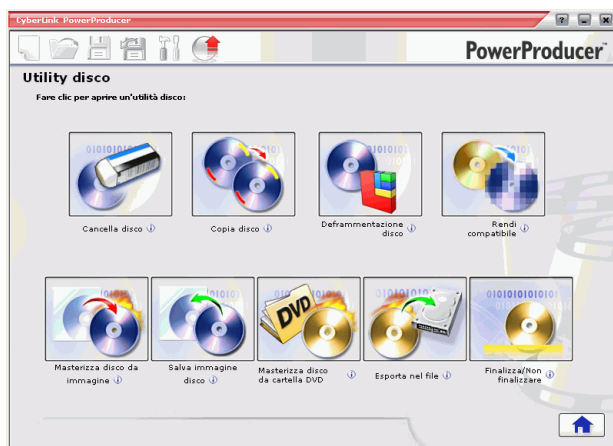 CyberLink PowerProducer
PowerProducer
Utility disco
Fare clic per aprire un'utilità disco:
Cancella disco
Copia disco
Deframmentazione
disco
Rendi
compatibile
Masterizza disco da
immagine
Salva immagine
disco
DVD
Masterizza disco
da cartella DVD
Esporta nel file
Finalizza/Non
finalizzare